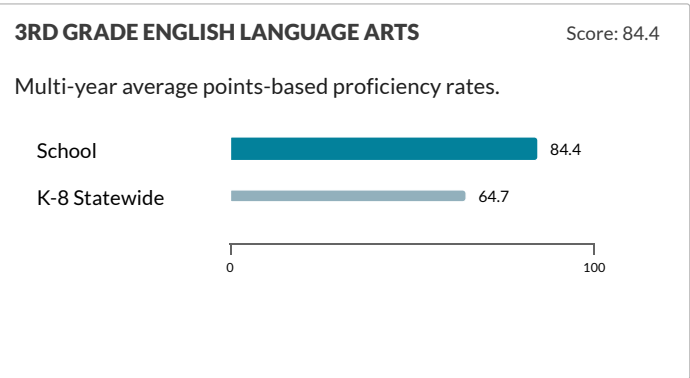 3RD GRADE ENGLISH LANGUAGE ARTS Score: 84.4
Multi-year average points-based proficiency rates.
School 84.4
K-8 Statewide 64.7
0 100